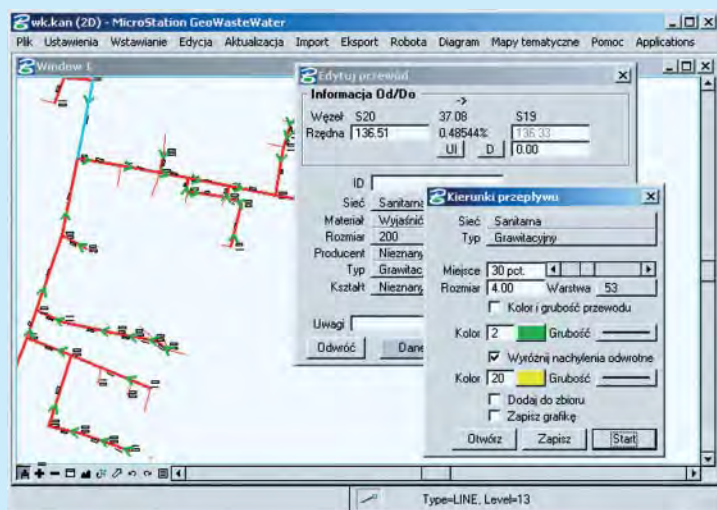 wk.kan (2D) - MicroStation GeoWasteWater
Plik Ustawienia Wstawianie Edycja Aktualizacja Import Eksport Robota Diagram Mapy tematyczne Pomoc Applications
Window 1
Edytuj przewód
Informacja Od/Do
->
Węzeł S20 37.08 S19
Rzędna 136.51 0.48544% 136.33
UI D 0.00
ID
Sieć Sanitarna
Materiał Wyjaśnić
Rozmiar 200
Producent Nieznany
Typ Grawitac
Kształt Nieznany
Uwagi
Odwróć Dane
Kierunki przepływu
Sieć Sanitarna
Typ Grawitacyjny
Miejsce 30 pct.
Rozmiar 4.00 Warstwa 53
Kolor i grubość przewodu
Kolor 2 Grubość
Wyróżnij nachylenia odwrotne
Kolor 20 Grubość
Dodaj do zbioru
Zapisz grafikę
Otwórz Zapisz Start
Type=LINE, Level=13